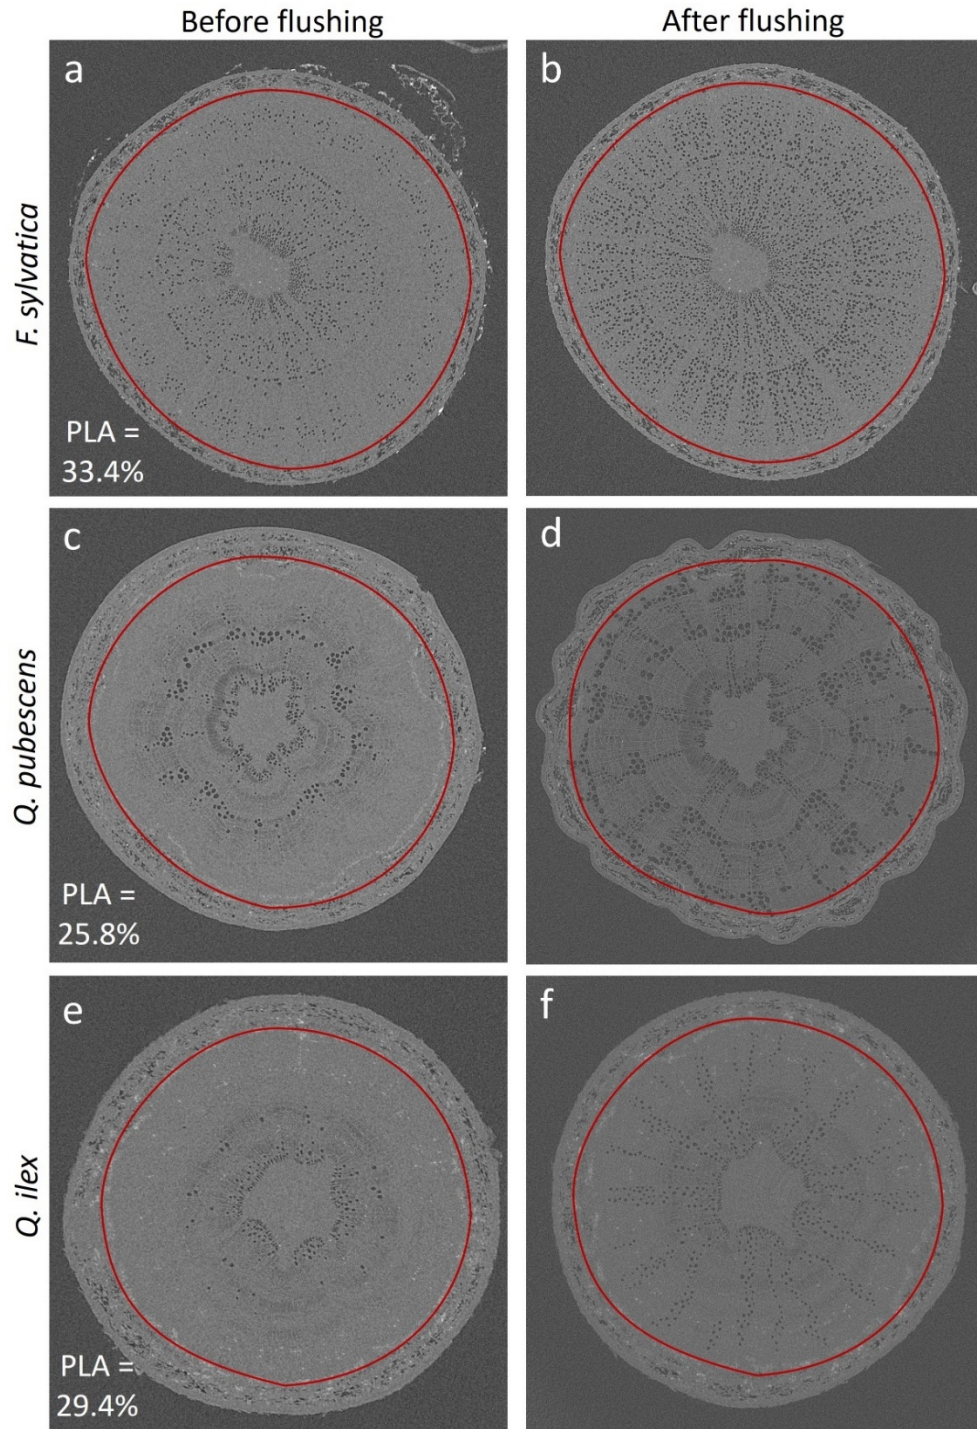 Before flushing
After flushing
a
b
F. sylvatica
PLA =
33.4%
c
d
Q. pubescens
PLA =
25.8%
e
f
Q. ilex
PLA =
29.4%